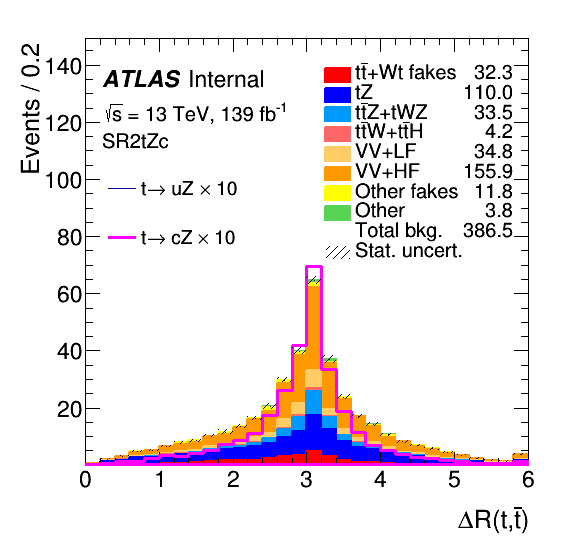 Events / 0.2
140
120
100
80
60
40
20
0 1 2 3 4 5 6
ΔR(t,t̄)
ATLAS Internal
√s = 13 TeV, 139 fb⁻¹
SR2tZc
t→ uZ × 10
t→ cZ × 10
tt̄+Wt fakes 32.3
tZ 110.0
tt̄Z+tWZ 33.5
tt̄W+tt̄H 4.2
VV+LF 34.8
VV+HF 155.9
Other fakes 11.8
Other 3.8
Total bkg. 386.5
Stat. uncert.